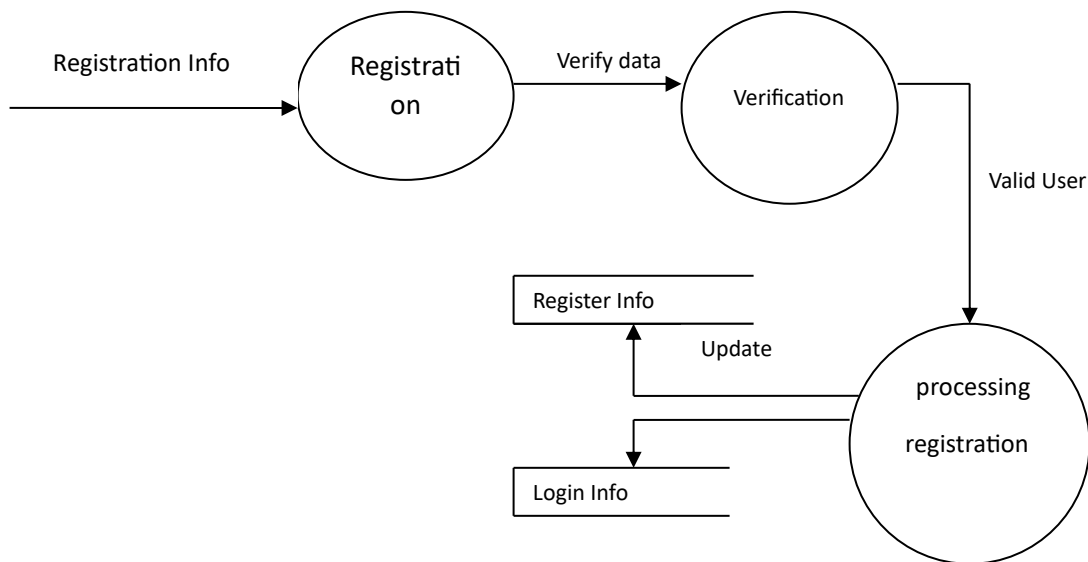 Registration Info
Registrati
on
Verify data
Verification
Valid User
Register Info
Update
processing
registration
Login Info